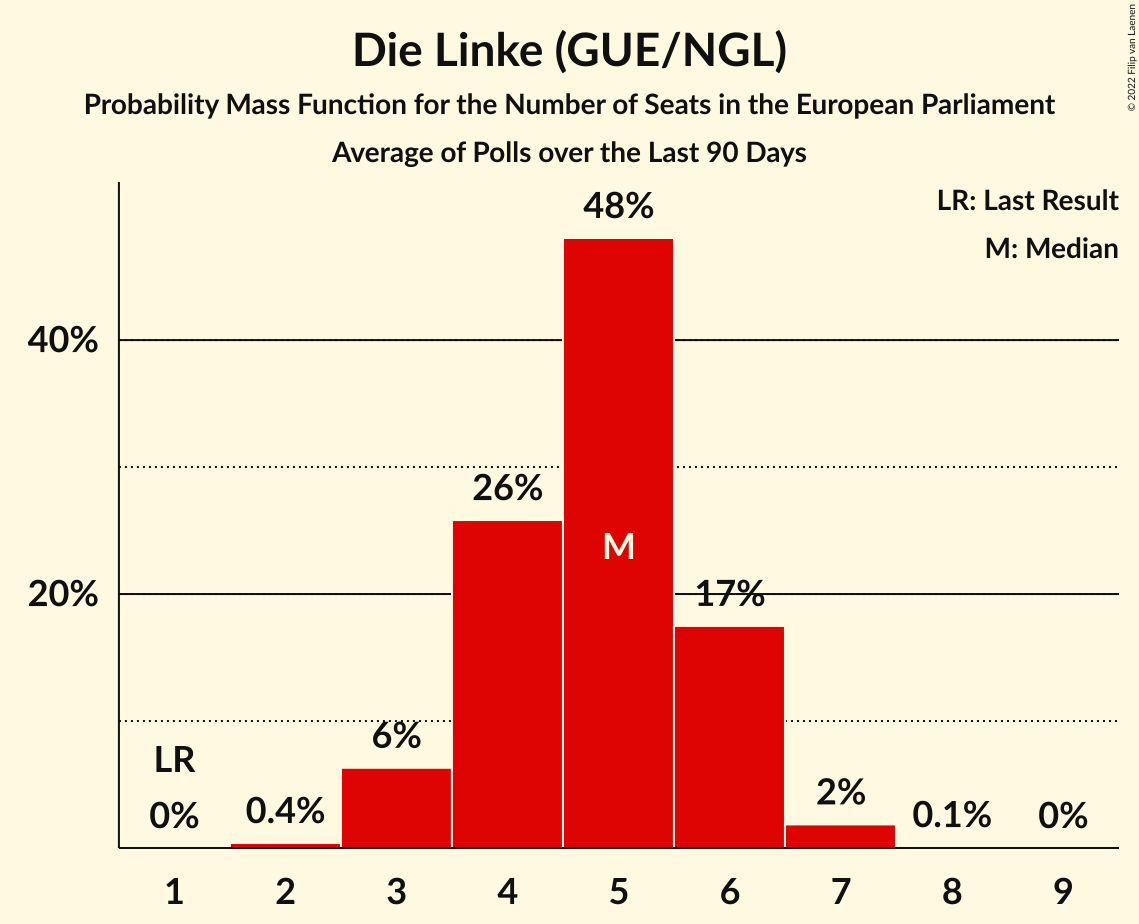 Die Linke (GUE/NGL)
Probability Mass Function for the Number of Seats in the European Parliament
Average of Polls over the Last 90 Days
© 2022 Filip van Laenen
LR: Last Result
M: Median
48%
40%
26%
M
20%
17%
6%
LR
0%
0.4%
2%
0.1%
0%
1 2 3 4 5 6 7 8 9